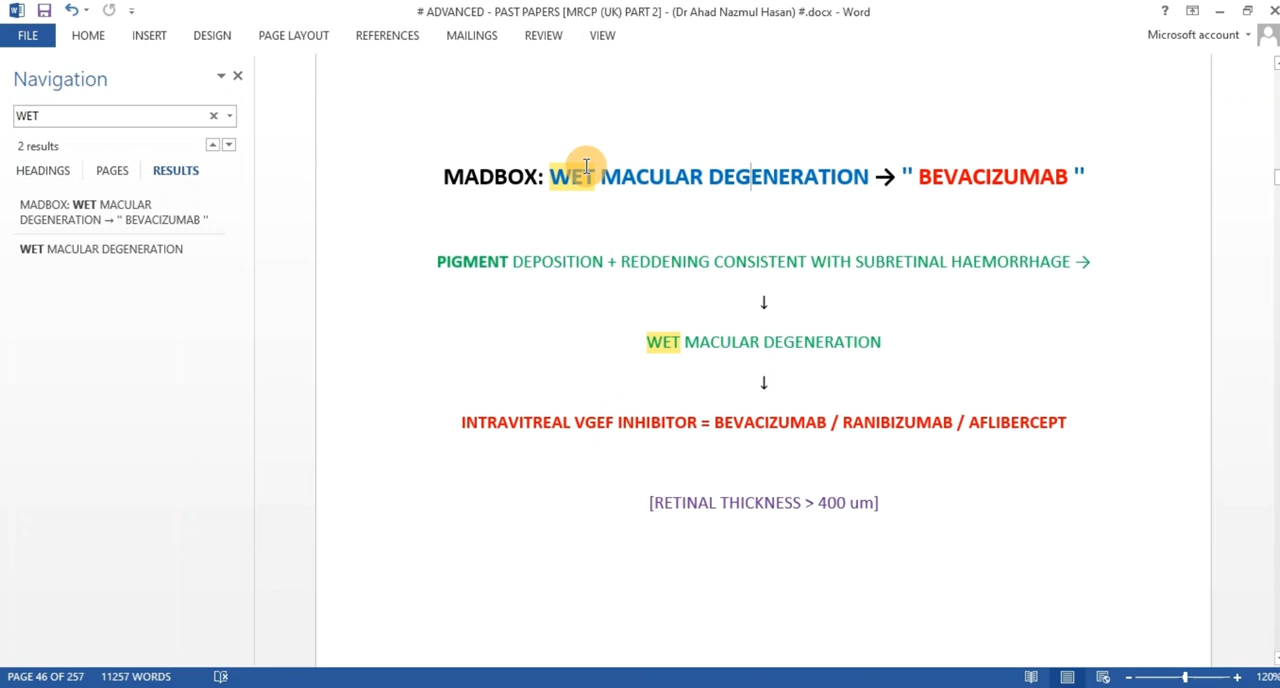 # ADVANCED - PAST PAPERS [MRCP (UK) PART 2] - (Dr Ahad Nazmul Hasan) #.docx - Word
FILE HOME INSERT DESIGN PAGE LAYOUT REFERENCES MAILINGS REVIEW VIEW Microsoft account
Navigation
WET
2 results
HEADINGS PAGES RESULTS
MADBOX: WET MACULAR
DEGENERATION → " BEVACIZUMAB "
WET MACULAR DEGENERATION
MADBOX: WET MACULAR DEGENERATION → " BEVACIZUMAB "
PIGMENT DEPOSITION + REDDENING CONSISTENT WITH SUBRETINAL HAEMORRHAGE →
↓
WET MACULAR DEGENERATION
↓
INTRAVITREAL VGEF INHIBITOR = BEVACIZUMAB / RANIBIZUMAB / AFLIBERCEPT
[RETINAL THICKNESS > 400 um]
PAGE 46 OF 257 11257 WORDS 120%